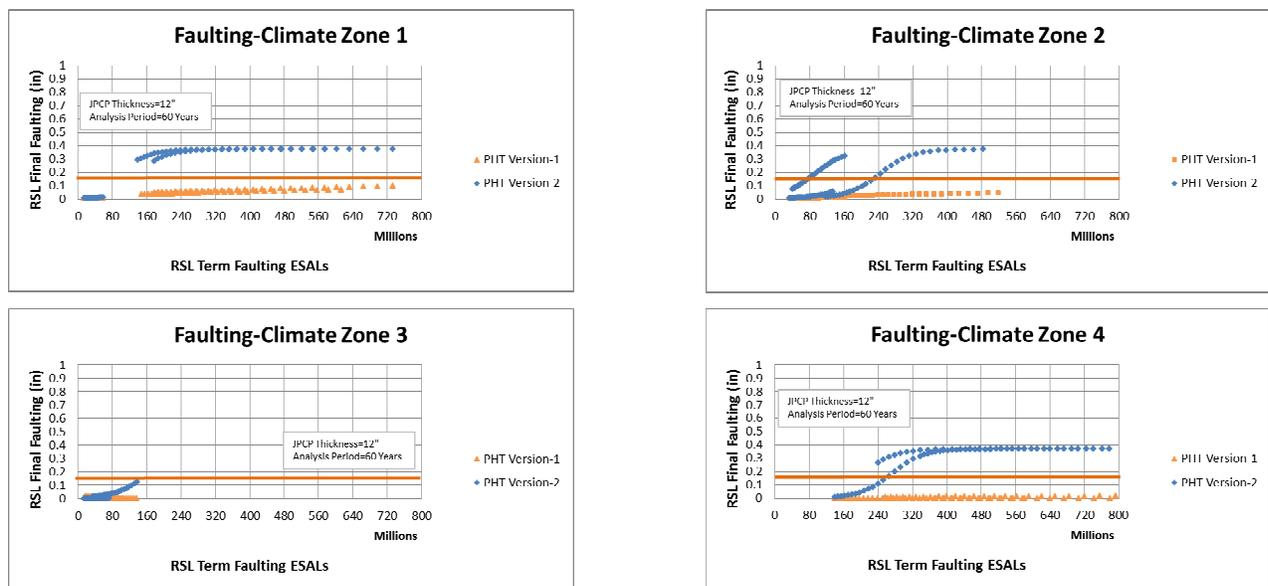 Faulting-Climate Zone 1
RSL Final Faulting (in)
1
0.9
0.8
0.7
0.6
0.5
0.4
0.3
0.2
0.1
0
JPCP Thickness=12"
Analysis Period=60 Years
0 80 160 240 320 400 480 560 640 720 800
Millions
RSL Term Faulting ESALs
PHT Version-1
PHT Version 2
Faulting-Climate Zone 2
RSL Final Faulting (in)
1
0.9
0.8
0.7
0.6
0.5
0.4
0.3
0.2
0.1
0
JPCP Thickness 12"
Analysis Period=60 Years
0 80 160 240 320 400 480 560 640 720 800
Millions
RSL Term Faulting ESALs
PHT Version-1
PHT Version-2
Faulting-Climate Zone 3
RSL Final Faulting (in)
1
0.9
0.8
0.7
0.6
0.5
0.4
0.3
0.2
0.1
0
JPCP Thickness=12"
Analysis Period=60 Years
0 80 160 240 320 400 480 560 640 720 800
Millions
RSL Term Faulting ESALs
PHT Version-1
PHT Version-2
Faulting-Climate Zone 4
RSL Final Faulting (in)
1
0.9
0.8
0.7
0.6
0.5
0.4
0.3
0.2
0.1
0
JPCP Thickness=12"
Analysis Period=60 Years
0 80 160 240 320 400 480 560 640 720 800
Millions
RSL Term Faulting ESALs
PHT Version 1
PHT Version-2